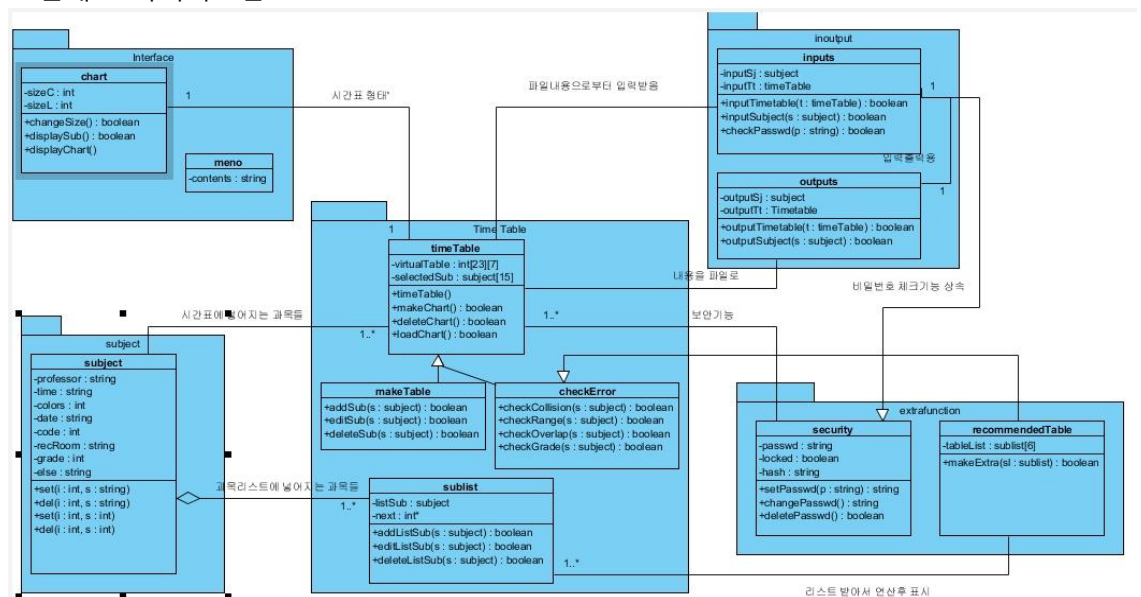 Interface
chart
-sizeC : int
-sizeL : int
+changeSize() : boolean
+displaySub() : boolean
+displayChart()
meno
-contents : string
1
시간표 형태*
파일내용으로부터 입력받음
inoutput
inputs
-inputSj : subject
-inputTt : timeTable
+inputTimetable(t : timeTable) : boolean
+inputSubject(s : subject) : boolean
+checkPasswd(p : string) : boolean
1
입력출력용
outputs
-outputSj : subject
-outputTt : Timetable
+outputTimetable(t : timeTable) : boolean
+outputSubject(s : subject) : boolean
1
내용을 파일로
비밀번호 체크기능 상속
1
Time Table
timeTable
-virtualTable : int[23][7]
-selectedSub : subject[15]
+timeTable()
+makeChart() : boolean
+deleteChart() : boolean
+loadChart() : boolean
시간표에 넣어지는 과목들
1..*
1..*
보안기능
makeTable
+addSub(s : subject) : boolean
+editSub(s : subject) : boolean
+deleteSub(s : subject) : boolean
checkError
+checkCollision(s : subject) : boolean
+checkRange(s : subject) : boolean
+checkOverlap(s : subject) : boolean
+checkGrade(s : subject) : boolean
subject
subject
-professor : string
-time : string
-colors : int
-date : string
-code : int
-recRoom : string
-grade : int
-else : string
+set(i : int, s : string)
+del(i : int, s : string)
+set(i : int, s : int)
+del(i : int, s : int)
과목리스트에 넣어지는 과목들
1..*
sublist
-listSub : subject
-next : int*
+addListSub(s : subject) : boolean
+editListSub(s : subject) : boolean
+deleteListSub(s : subject) : boolean
1..*
extrafunction
security
-passwd : string
-locked : boolean
-hash : string
+setPasswd(p : string) : string
+changePasswd() : string
+deletePasswd() : boolean
recommendedTable
-tableList : sublist[6]
+makeExtra(sl : sublist) : boolean
리스트 받아서 연산후 표시